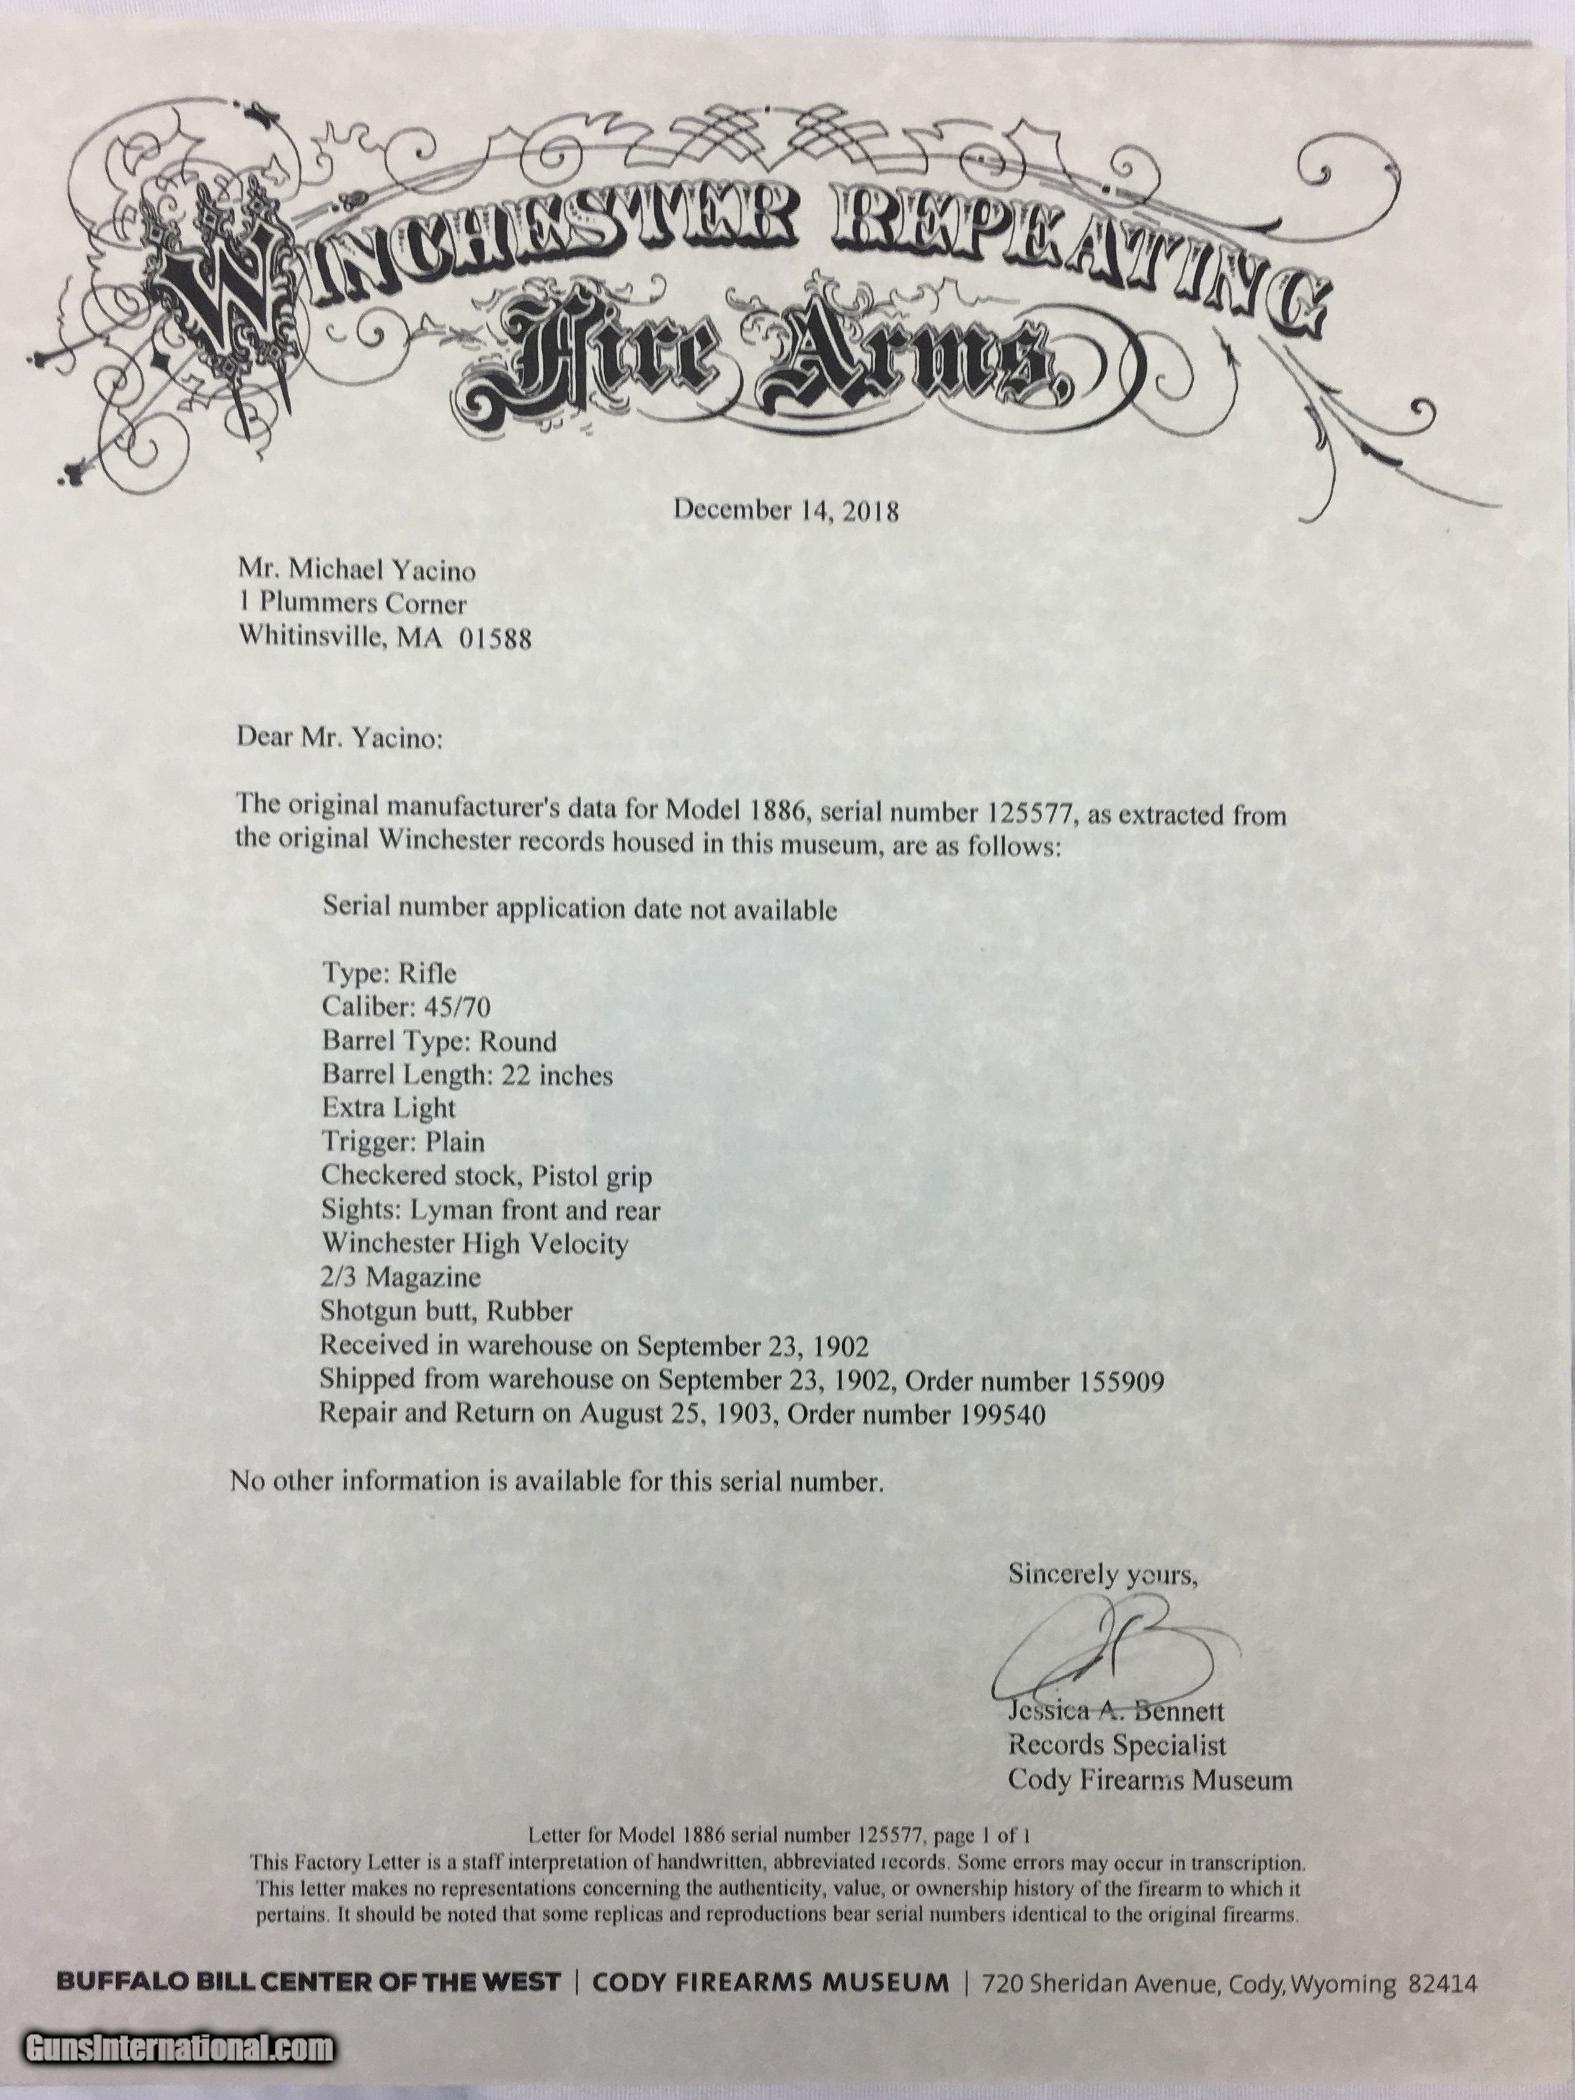 WINCHESTER REPEATING
Fire Arms.
December 14, 2018
Mr. Michael Yacino
1 Plummers Corner
Whitinsville, MA  01588
Dear Mr. Yacino:
The original manufacturer's data for Model 1886, serial number 125577, as extracted from
the original Winchester records housed in this museum, are as follows:
Serial number application date not available
Type: Rifle
Caliber: 45/70
Barrel Type: Round
Barrel Length: 22 inches
Extra Light
Trigger: Plain
Checkered stock, Pistol grip
Sights: Lyman front and rear
Winchester High Velocity
2/3 Magazine
Shotgun butt, Rubber
Received in warehouse on September 23, 1902
Shipped from warehouse on September 23, 1902, Order number 155909
Repair and Return on August 25, 1903, Order number 199540
No other information is available for this serial number.
Sincerely yours,
JB
Jessica A. Bennett
Records Specialist
Cody Firearms Museum
Letter for Model 1886 serial number 125577, page 1 of 1
This Factory Letter is a staff interpretation of handwritten, abbreviated records. Some errors may occur in transcription.
This letter makes no representations concerning the authenticity, value, or ownership history of the firearm to which it
pertains. It should be noted that some replicas and reproductions bear serial numbers identical to the original firearms.
BUFFALO BILL CENTER OF THE WEST | CODY FIREARMS MUSEUM | 720 Sheridan Avenue, Cody, Wyoming 82414
GunsInternational.com